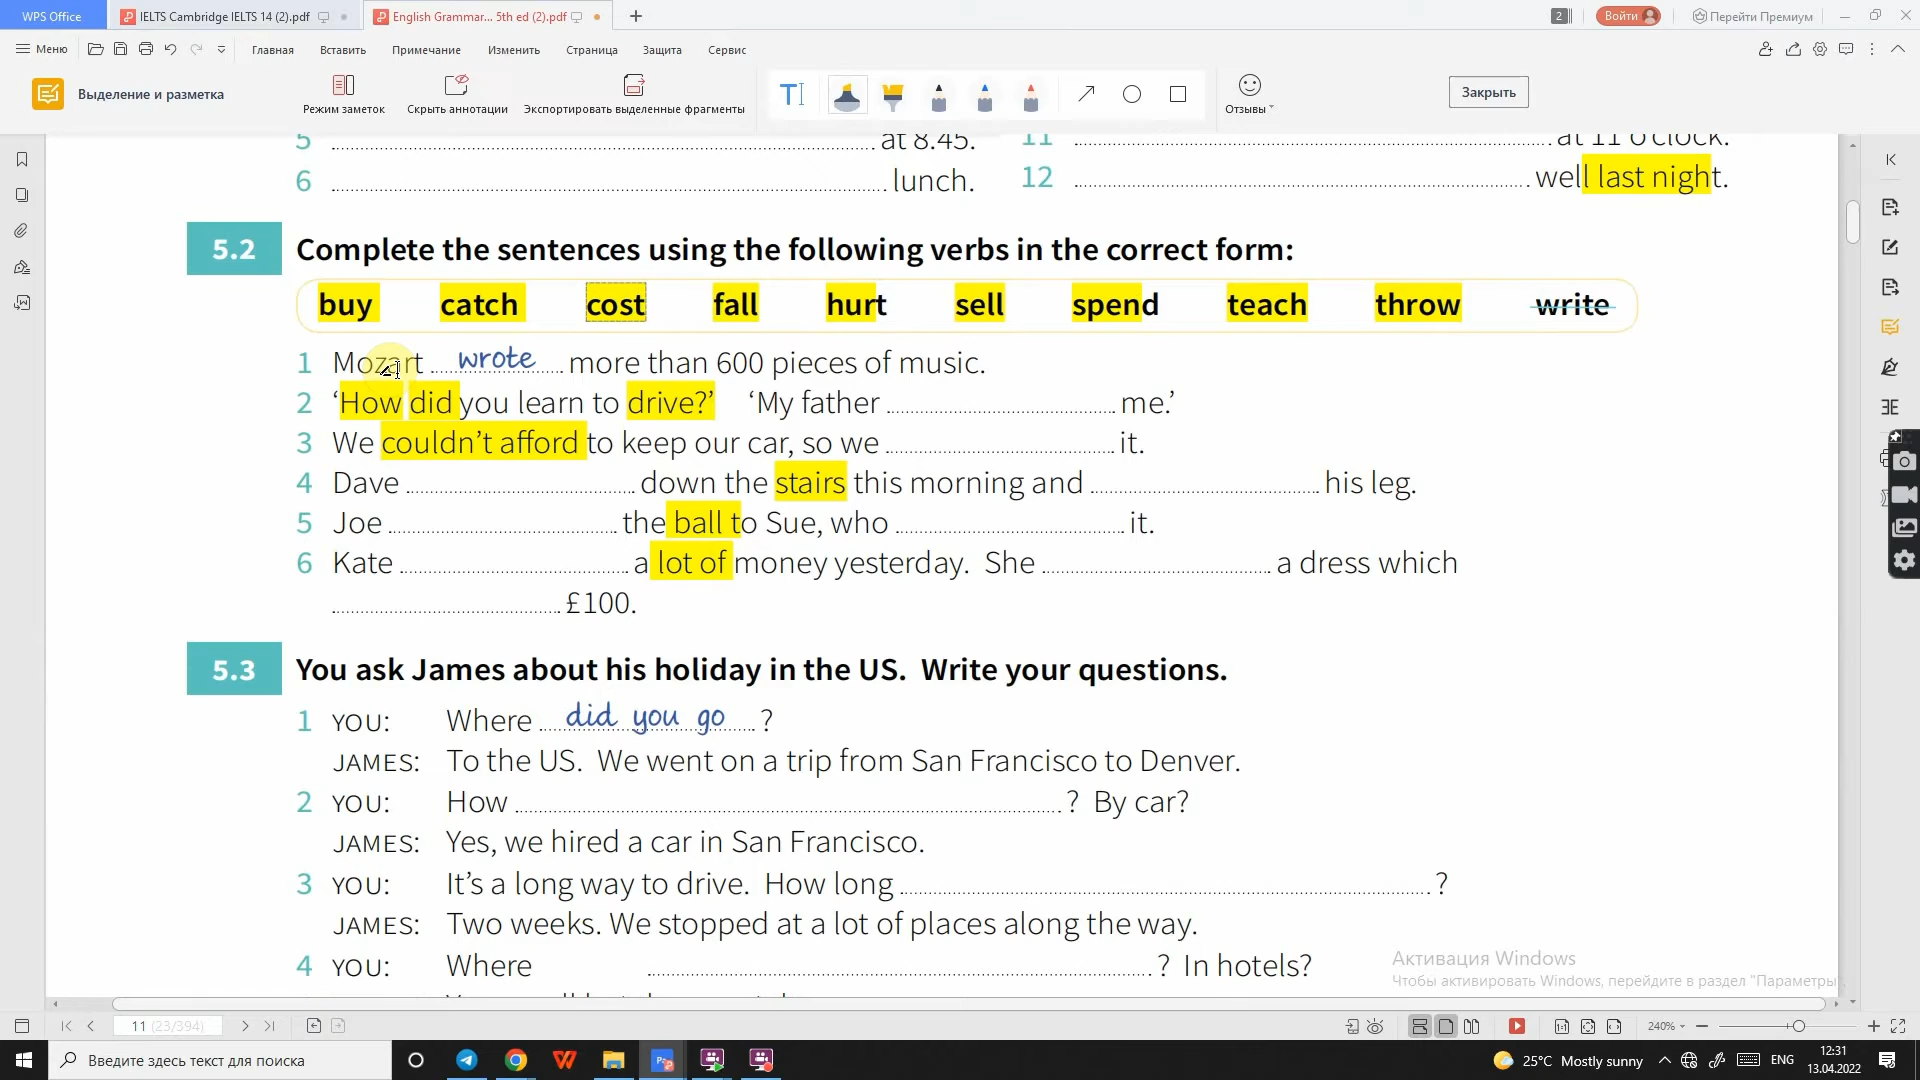 WPS Office
IELTS Cambridge IELTS 14 (2).pdf
English Grammar... 5th ed (2).pdf
2
Войти
Перейти Премиум
Меню
Главная
Вставить
Примечание
Изменить
Страница
Защита
Сервис
Выделение и разметка
Режим заметок
Скрыть аннотации
Экспортировать выделенные фрагменты
Отзывы
Закрыть
5 at 8.45.
11 at 11 o'clock.
6 lunch.
12 well last night.
5.2 Complete the sentences using the following verbs in the correct form:
buy catch cost fall hurt sell spend teach throw write
1 Mozart wrote more than 600 pieces of music.
2 ‘How did you learn to drive?’ ‘My father me.’
3 We couldn’t afford to keep our car, so we it.
4 Dave down the stairs this morning and his leg.
5 Joe the ball to Sue, who it.
6 Kate a lot of money yesterday. She a dress which
£100.
5.3 You ask James about his holiday in the US. Write your questions.
1 YOU: Where did you go ?
JAMES: To the US. We went on a trip from San Francisco to Denver.
2 YOU: How ? By car?
JAMES: Yes, we hired a car in San Francisco.
3 YOU: It’s a long way to drive. How long ?
JAMES: Two weeks. We stopped at a lot of places along the way.
4 YOU: Where ? In hotels?
Активация Windows
Чтобы активировать Windows, перейдите в раздел "Параметры
11 (23/394)
240%
Введите здесь текст для поиска
25°C Mostly sunny
ENG
12:31
13.04.2022